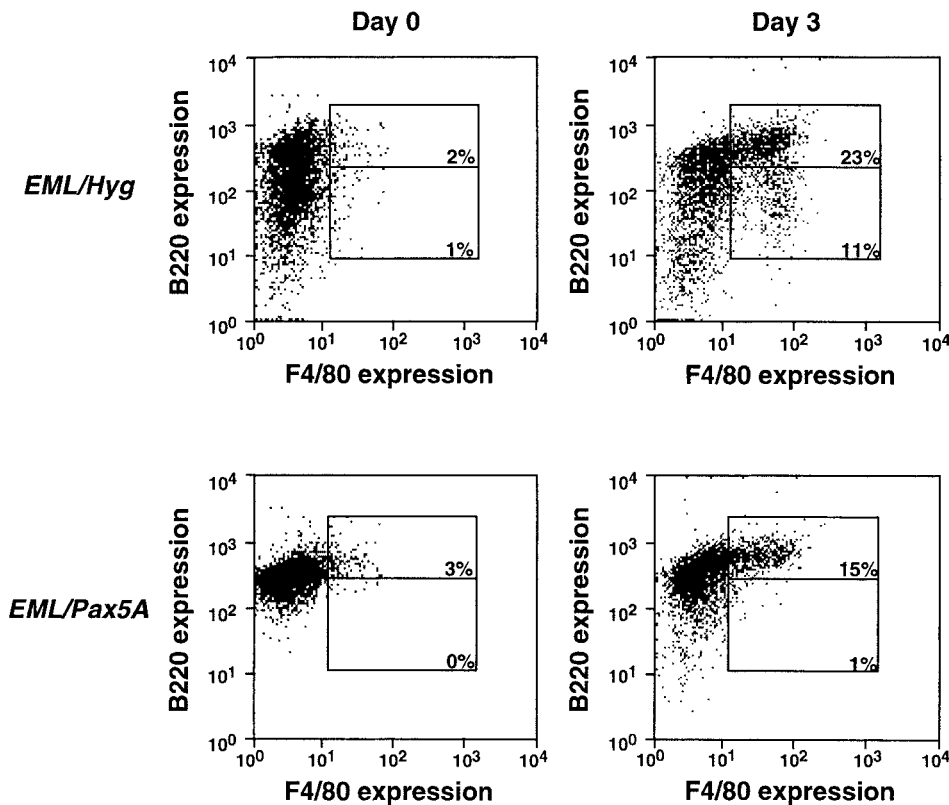 Day 0
Day 3
EML/Hyg
B220 expression
10⁴
10³
10²
10¹
10⁰
2%
1%
10⁰ 10¹ 10² 10³ 10⁴
F4/80 expression
B220 expression
10⁴
10³
10²
10¹
10⁰
23%
11%
10⁰ 10¹ 10² 10³ 10⁴
F4/80 expression
EML/Pax5A
B220 expression
10⁴
10³
10²
10¹
10⁰
3%
0%
10⁰ 10¹ 10² 10³ 10⁴
F4/80 expression
B220 expression
10⁴
10³
10²
10¹
10⁰
15%
1%
10⁰ 10¹ 10² 10³ 10⁴
F4/80 expression